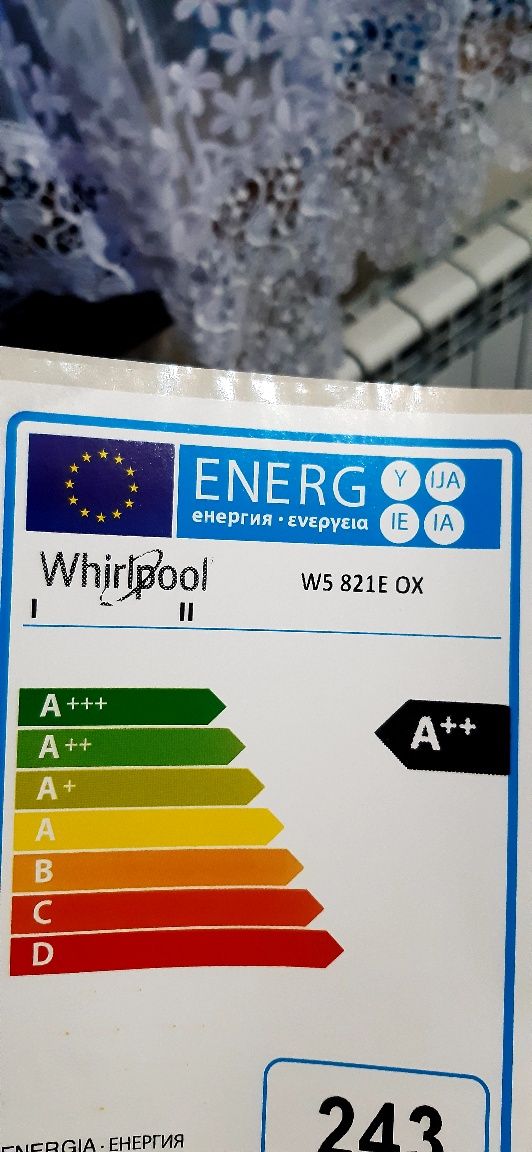 ENERG Y IJA
енергия · ενεργεια IE IA
Whirlpool W5 821E OX
I II
A+++
A++
A++
A+
A
B
C
D
243
ENERGIA · ЕНЕРГИЯ